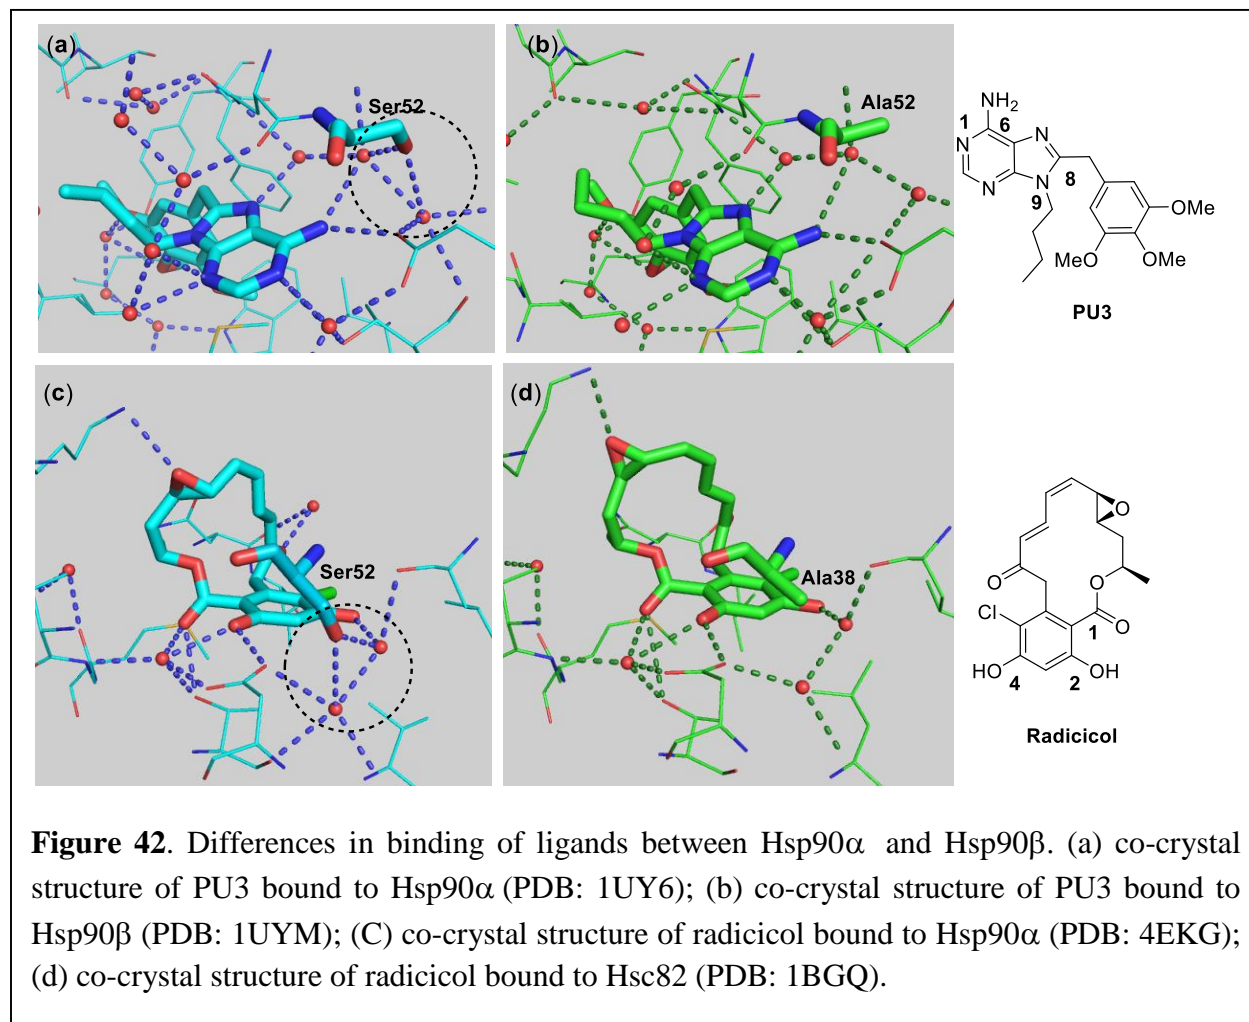 (a)
Ser52
(b)
Ala52
NH2
1
6
N
N
N
N
8
9
OMe
MeO
OMe
PU3
(c)
Ser52
(d)
Ala38
O
O
O
Cl
1
O
HO
4
2
OH
Radicicol
Figure 42. Differences in binding of ligands between Hsp90α and Hsp90β. (a) co-crystal
structure of PU3 bound to Hsp90α (PDB: 1UY6); (b) co-crystal structure of PU3 bound to
Hsp90β (PDB: 1UYM); (C) co-crystal structure of radicicol bound to Hsp90α (PDB: 4EKG);
(d) co-crystal structure of radicicol bound to Hsc82 (PDB: 1BGQ).